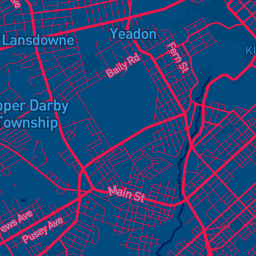 Yeadon
Lansdowne
Fern St
Baily Rd
pper Darby
Township
Main St
ews Ave
Pusey Ave